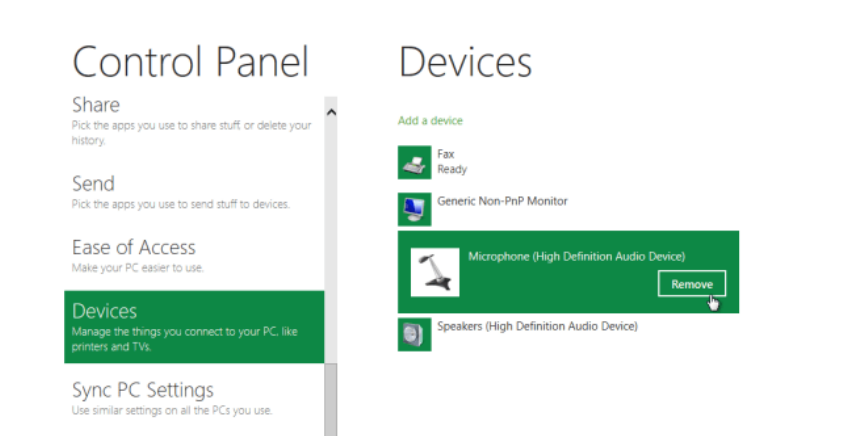 Control Panel
Share
Pick the apps you use to share stuff, or delete your
history.
Send
Pick the apps you use to send stuff to devices.
Ease of Access
Make your PC easier to use.
Devices
Manage the things you connect to your PC, like
printers and TVs.
Sync PC Settings
Use similar settings on all the PCs you use.
Devices
Add a device
Fax
Ready
Generic Non-PnP Monitor
Microphone (High Definition Audio Device)
Remove
Speakers (High Definition Audio Device)